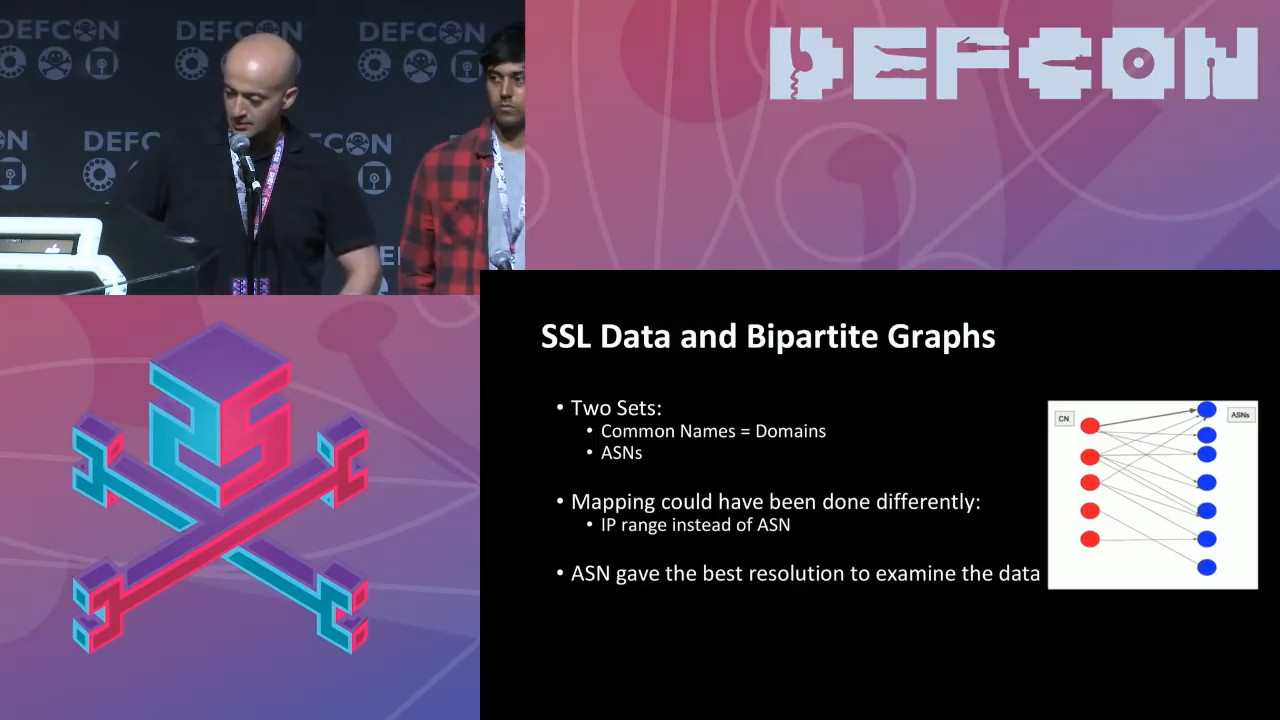 DEFCON
DEFCON
DEFCON
DEFCON
SSL Data and Bipartite Graphs
• Two Sets:
• Common Names = Domains
• ASNs
• Mapping could have been done differently:
• IP range instead of ASN
• ASN gave the best resolution to examine the data
CN
ASNs